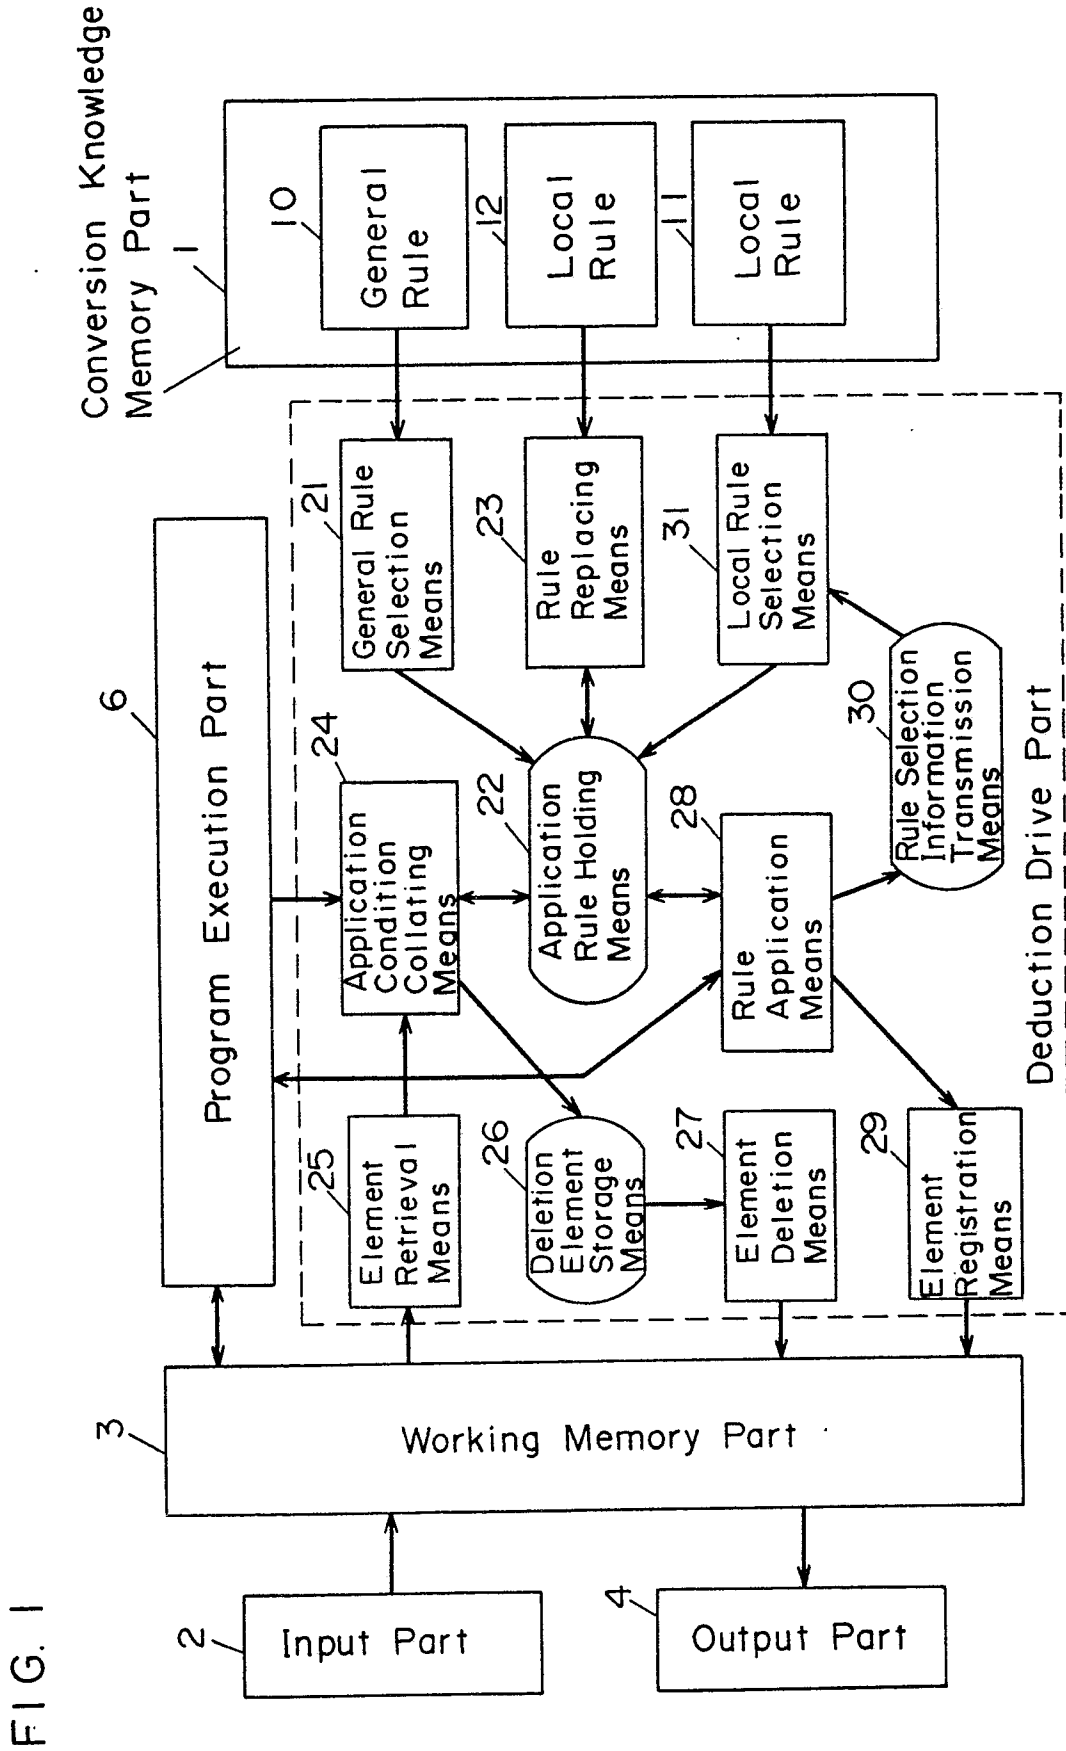 FIG. 1
Conversion Knowledge
Memory Part
1
6
Program Execution Part
3
Working Memory Part
2
Input Part
4
Output Part
25
Element
Retrieval
Means
24
Application
Condition
Collating
Means
21
General Rule
Selection
Means
10
General
Rule
26
Deletion
Element
Storage
Means
22
Application
Rule Holding
Means
23
Rule
Replacing
Means
12
Local
Rule
27
Element
Deletion
Means
28
Rule
Application
Means
31
Local Rule
Selection
Means
11
Local
Rule
29
Element
Registration
Means
30
Rule Selection
Information
Transmission
Means
Deduction Drive Part